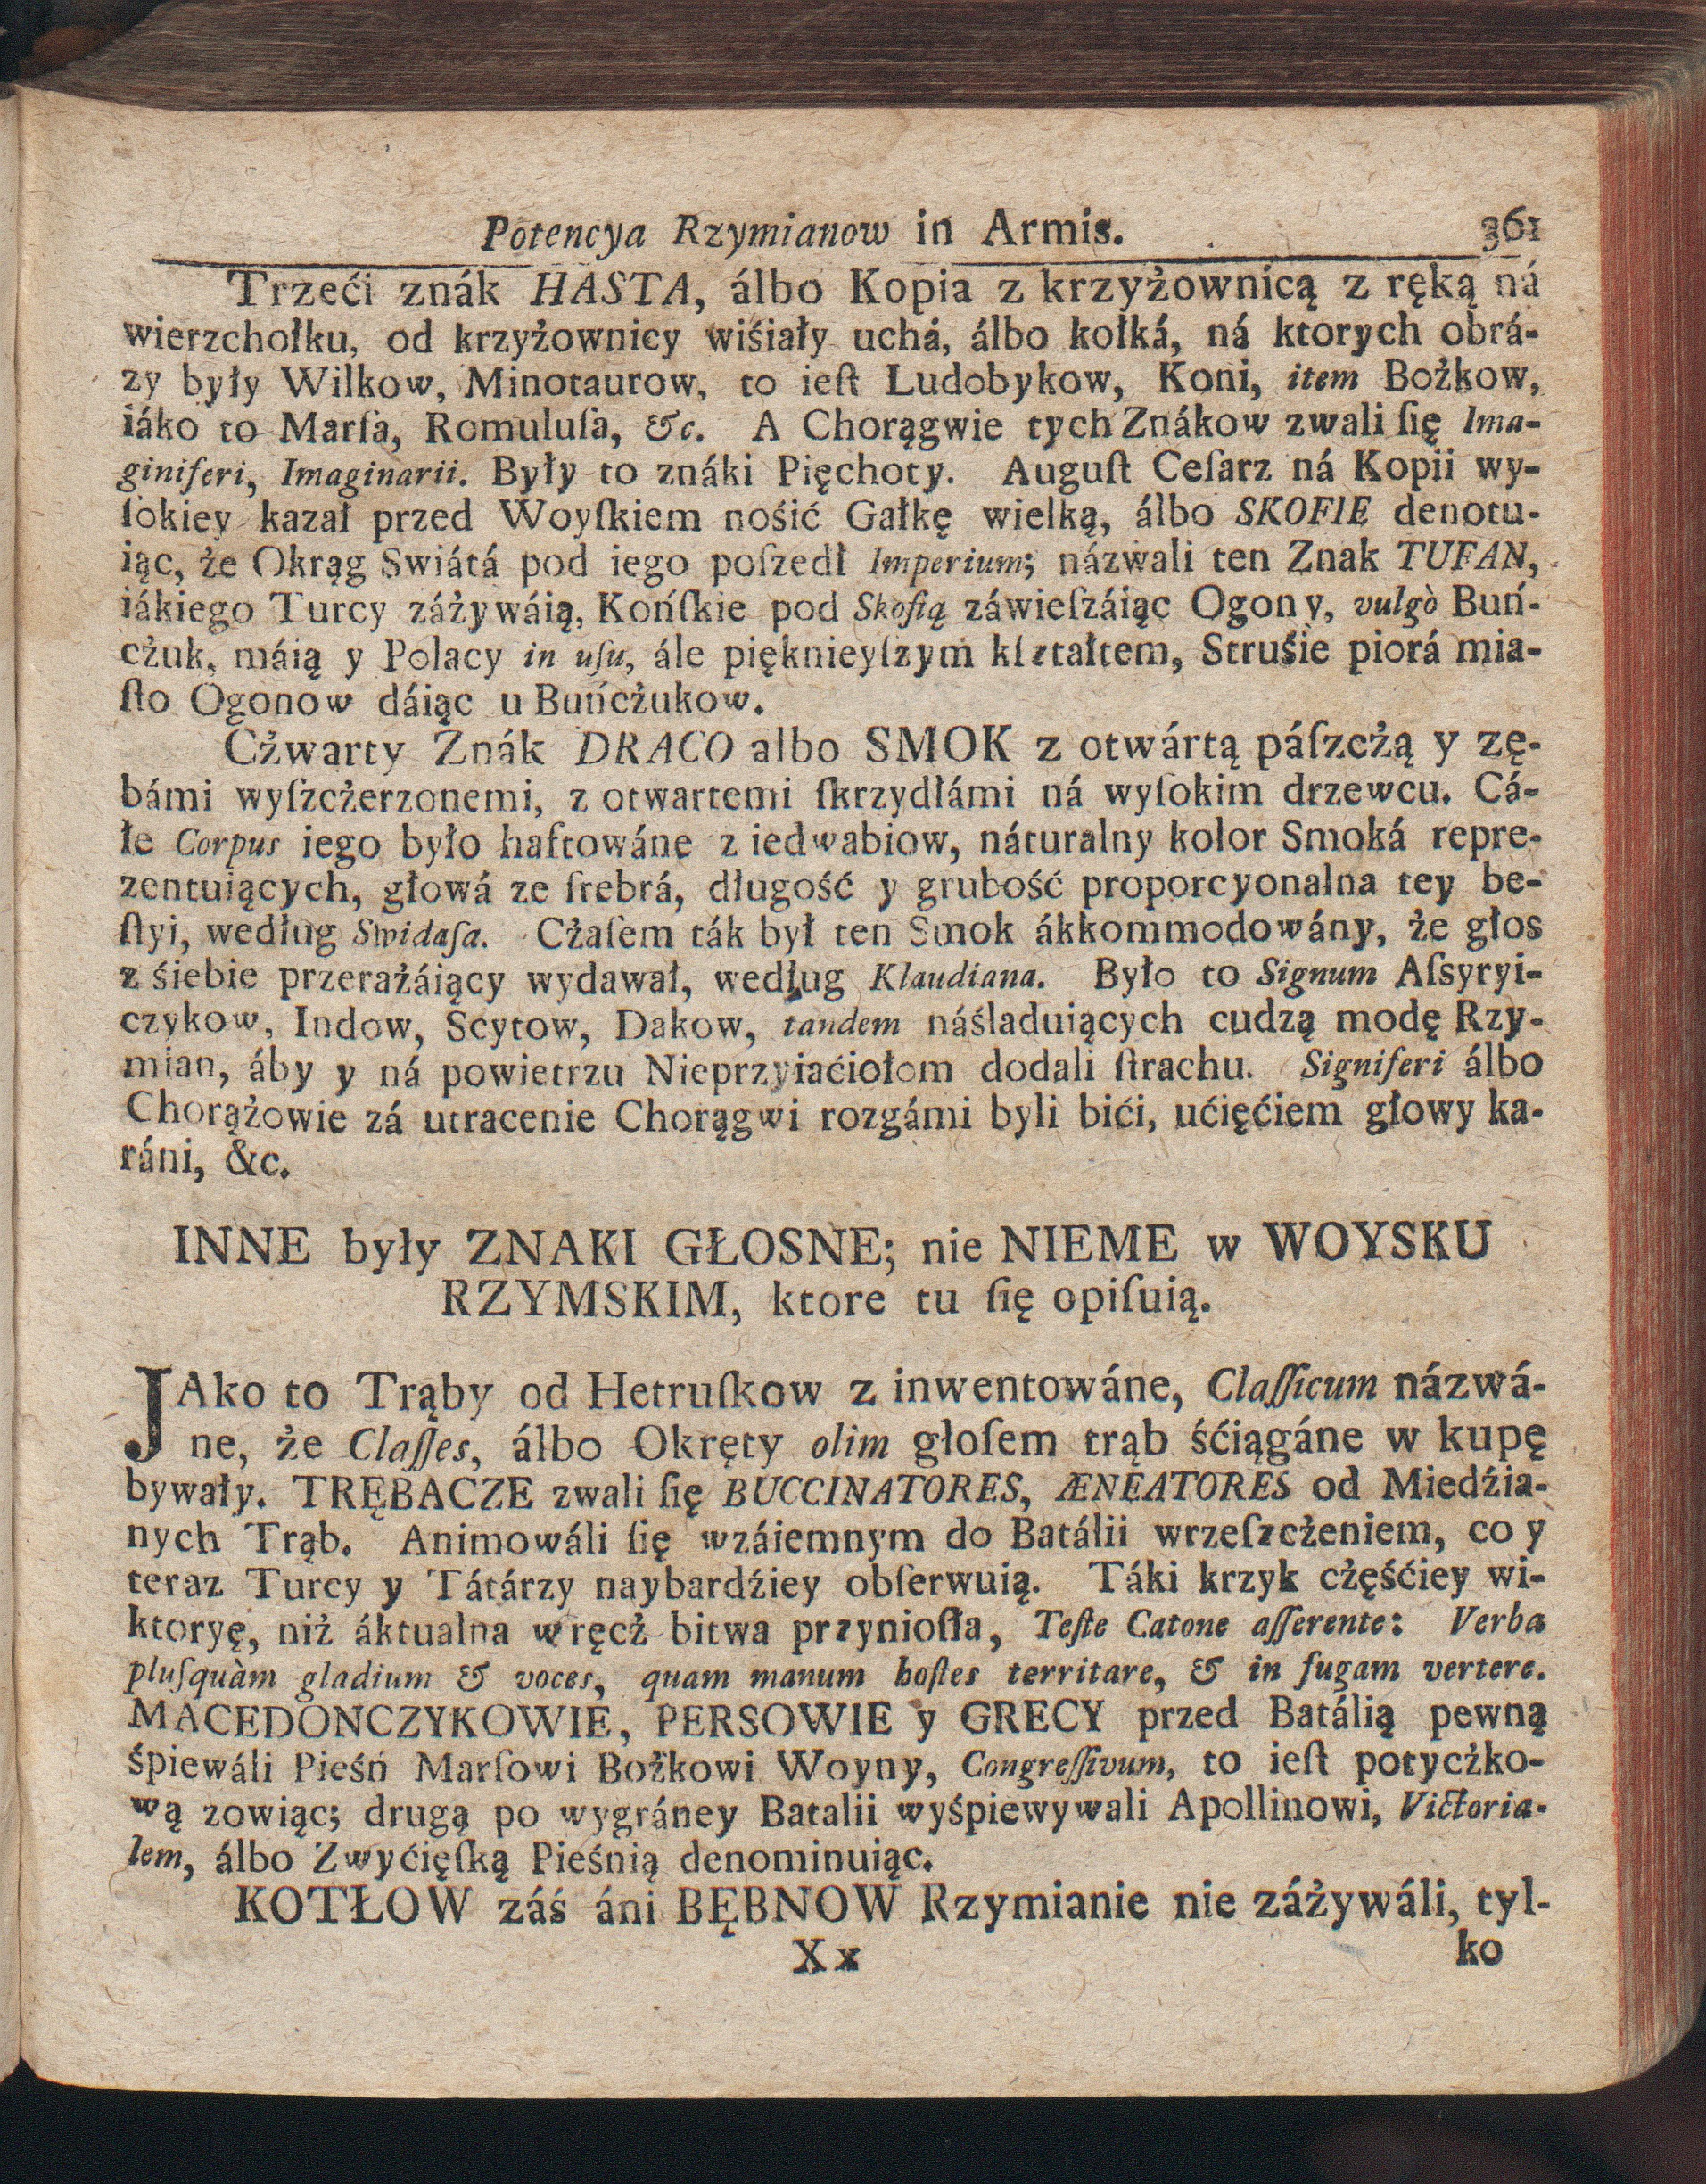 Potencya Rzymianow in Armis. 361
Trzeći znák HASTA, álbo Kopia z krzyżownicą z ręką ná
wierzchołku, od krzyżownicy wiśiały uchá, álbo kołká, ná ktorych obrá-
zy były Wilkow, Minotaurow, to ieſt Ludobykow, Koni, item Bożkow,
iáko to Marſa, Romuluſa, &c. A Chorągwie tych Znákow zwali ſię Ima-
giniferi, Imaginarii. Były to znáki Pięchoty. Auguſt Ceſarz ná Kopii wy-
ſokiey kazał przed Woyſkiem nośić Gałkę wielką, álbo SKOFIE denotu-
iąc, że Okrąg Swiátá pod iego poſzedł Imperium; názwali ten Znak TUFAN,
iákiego Turcy záżywáią, Końſkie pod Skofią záwieſzáiąc Ogony, vulgò Buń-
cżuk, máią y Polacy in uſu, ále pięknieyſzym kſztałtem, Struśie piorá mia-
ſto Ogonow dáiąc u Buńcżukow.
Cżwarty Znák DRACO albo SMOK z otwártą páſzcżą y zę-
bámi wyſzcżerzonemi, z otwartemi ſkrzydłámi ná wyſokim drzewcu. Cá-
łe Corpus iego było haftowáne z iedwabiow, náturalny kolor Smoká repre-
zentuiących, głowá ze ſrebrá, długość y grubość proporcyonalna tey be-
ſtyi, według Swidaſa. Cżaſem ták był ten Smok ákkommodowány, że głos
z śiebie przerażáiący wydawał, według Klaudiana. Było to Signum Aſsyryi-
czykow, Indow, Scytow, Dakow, tandem náśladuiących cudzą modę Rzy-
mian, áby y ná powietrzu Nieprzyiaćiołom dodali ſtrachu. Signiferi álbo
Chorążowie zá utracenie Chorągwi rozgámi byli bići, ućięćiem głowy ka-
ráni, &c.
INNE były ZNAKI GŁOSNE; nie NIEME w WOYSKU
RZYMSKIM, ktore tu ſię opiſuią.
JAko to Trąby od Hetruſkow z inwentowáne, Claſſicum názwá-
ne, że Claſſes, álbo Okręty olim głoſem trąb śćiągáne w kupę
bywały. TRĘBACZE zwali ſię BUCCINATORES, ÆNEATORES od Miedźia-
nych Trąb. Animowáli ſię wzáiemnym do Batálii wrzeſzcżeniem, co y
teraz Turcy y Tátárzy naybardźiey obſerwuią. Táki krzyk cżęśćiey wi-
ktoryę, niż áktualna wręcż bitwa przynioſła, Teſte Catone aſſerente: Verba
pluſquàm gladium & voces, quam manum hoſtes territare, & in fugam vertere.
MACEDONCZYKOWIE, PERSOWIE y GRECY przed Batálią pewną
śpiewáli Pieśń Marſowi Bożkowi Woyny, Congreſſivum, to ieſt potycżko-
wą zowiąc; drugą po wygráney Batalii wyśpiewywali Apollinowi, Victoria-
lem, álbo Zwyćięſką Pieśnią denominuiąc.
KOTŁOW záś áni BĘBNOW Rzymianie nie záżywáli, tyl-
Xx ko